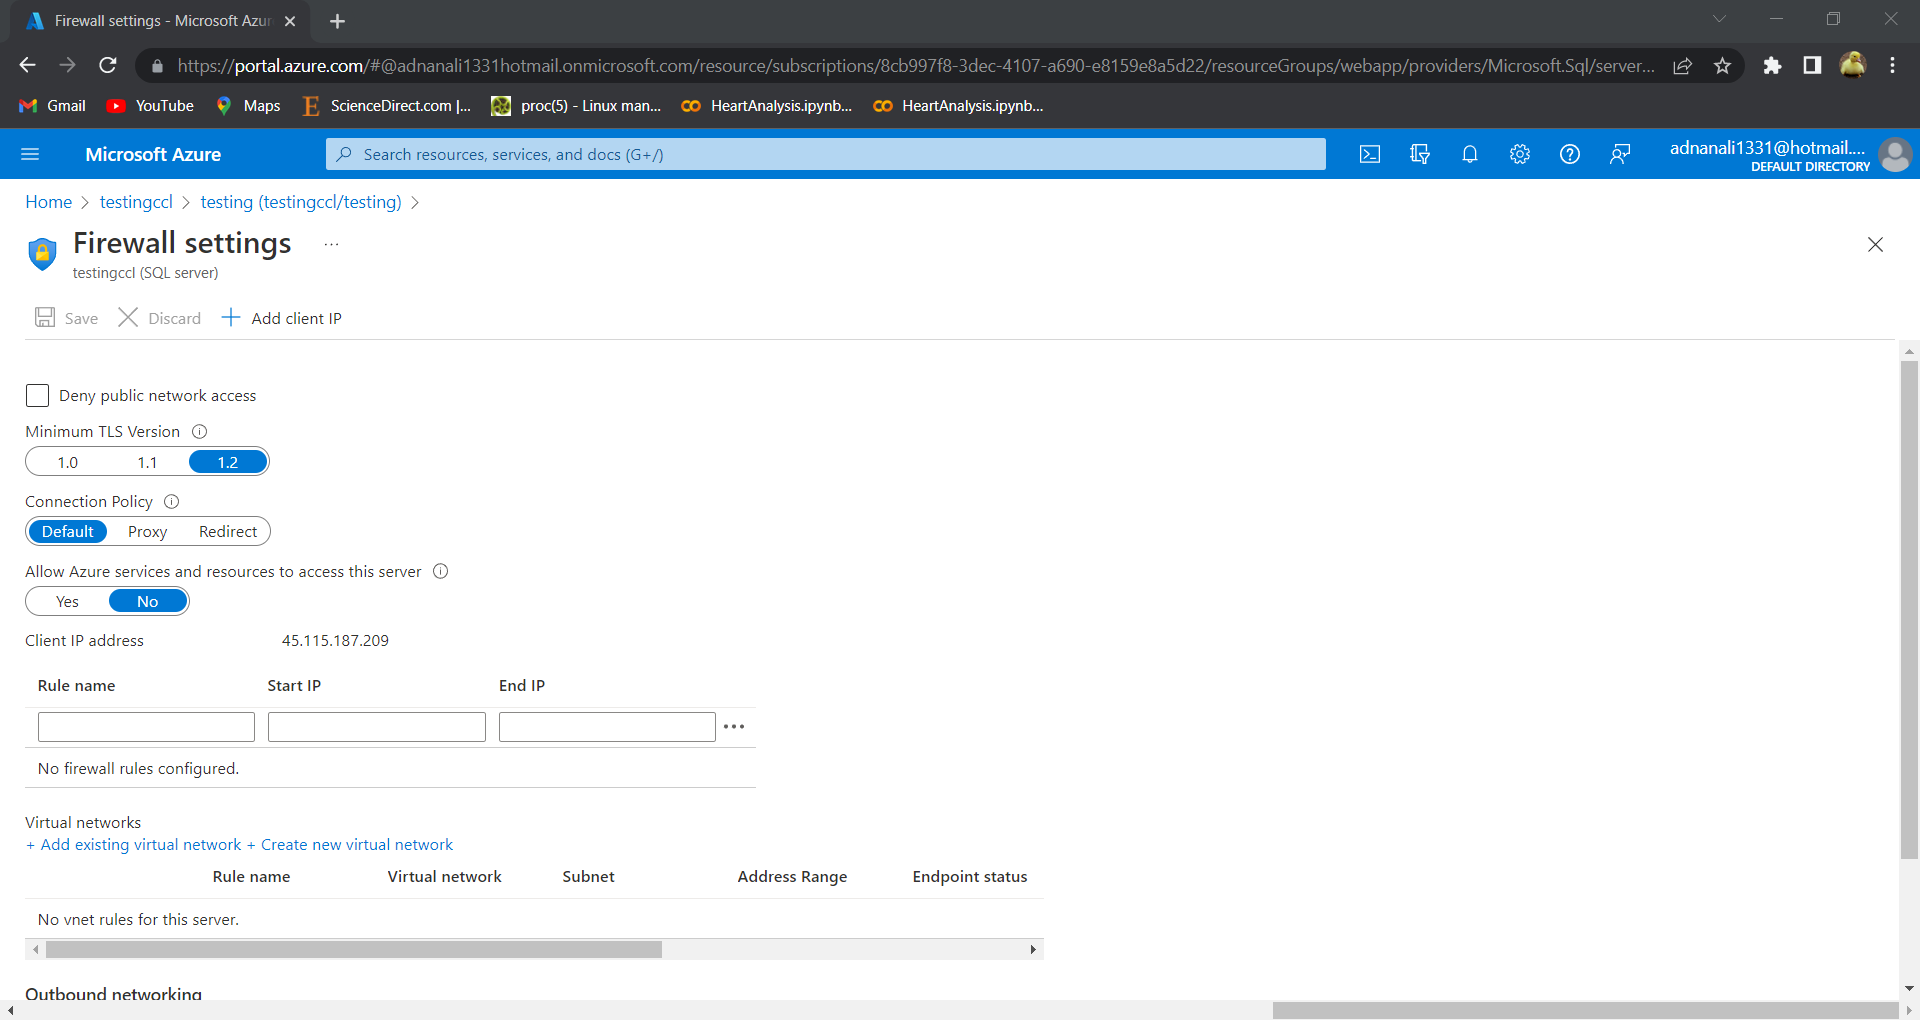 Firewall settings - Microsoft Azur
https://portal.azure.com/#@adnanali1331hotmail.onmicrosoft.com/resource/subscriptions/8cb997f8-3dec-4107-a690-e8159e8a5d22/resourceGroups/webapp/providers/Microsoft.Sql/server...
Gmail YouTube Maps ScienceDirect.com |... proc(5) - Linux man... HeartAnalysis.ipynb... HeartAnalysis.ipynb...
Microsoft Azure Search resources, services, and docs (G+/) adnanali1331@hotmail....
DEFAULT DIRECTORY
Home > testingccl > testing (testingccl/testing) >
Firewall settings ...
testingccl (SQL server)
Save Discard Add client IP
Deny public network access
Minimum TLS Version
1.0 1.1 1.2
Connection Policy
Default Proxy Redirect
Allow Azure services and resources to access this server
Yes No
Client IP address 45.115.187.209
Rule name Start IP End IP
No firewall rules configured.
Virtual networks
+ Add existing virtual network + Create new virtual network
Rule name Virtual network Subnet Address Range Endpoint status
No vnet rules for this server.
Outbound networking